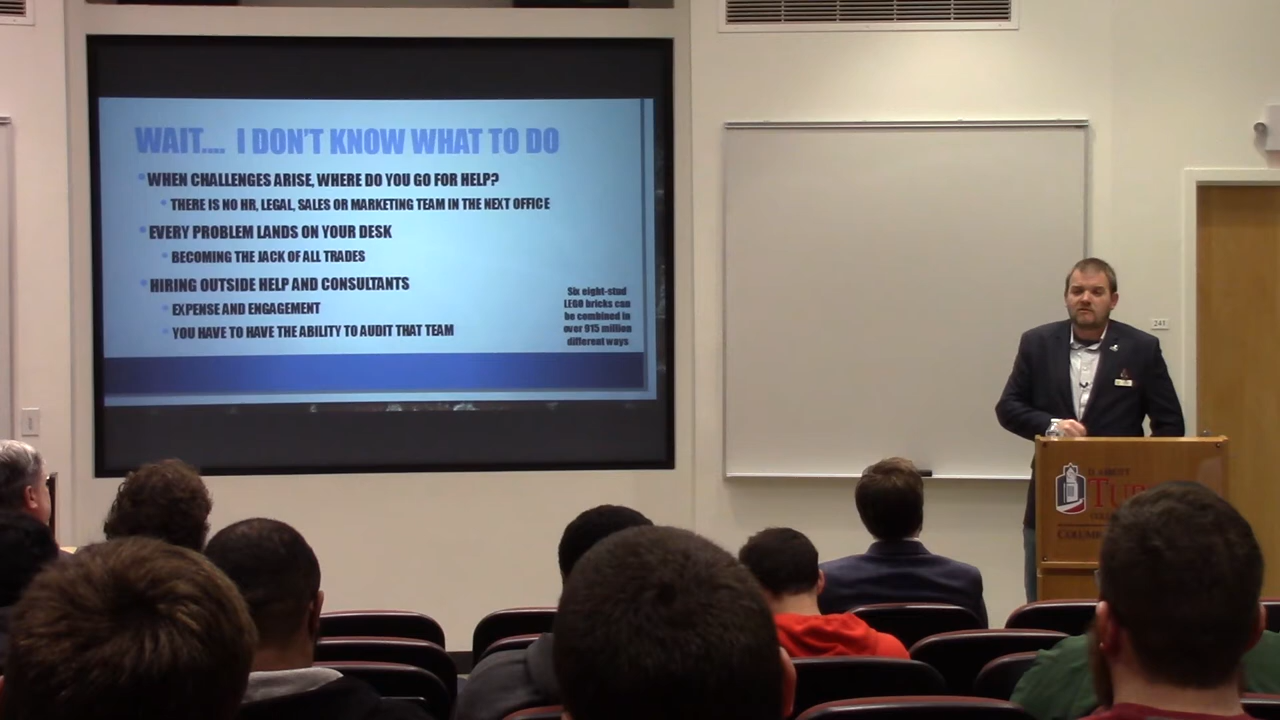 WAIT.... I DON'T KNOW WHAT TO DO
WHEN CHALLENGES ARISE, WHERE DO YOU GO FOR HELP?
THERE IS NO HR, LEGAL, SALES OR MARKETING TEAM IN THE NEXT OFFICE
EVERY PROBLEM LANDS ON YOUR DESK
BECOMING THE JACK OF ALL TRADES
HIRING OUTSIDE HELP AND CONSULTANTS
EXPENSE AND ENGAGEMENT
YOU HAVE TO HAVE THE ABILITY TO AUDIT THAT TEAM
Six eight-stud
LEGO bricks can
be combined in
over 915 million
different ways
241